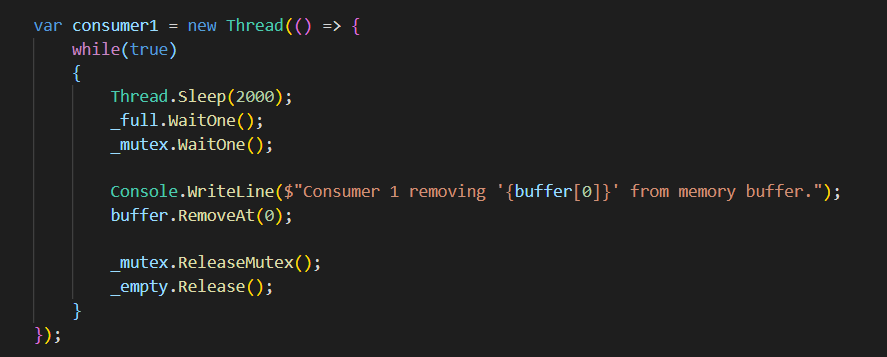 var consumer1 = new Thread(() => {
    while(true)
    {
        Thread.Sleep(2000);
        _full.WaitOne();
        _mutex.WaitOne();

        Console.WriteLine($"Consumer 1 removing '{buffer[0]}' from memory buffer.");
        buffer.RemoveAt(0);

        _mutex.ReleaseMutex();
        _empty.Release();
    }
});